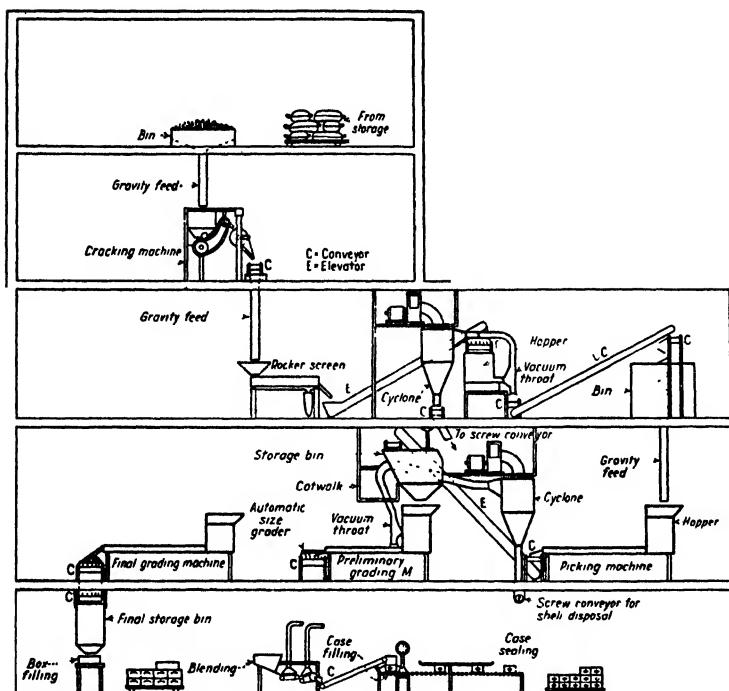 Bin
From
storage
Gravity feed
Cracking machine
C = Conveyor
E = Elevator
C
Gravity feed
Rocker screen
E
Cyclone
C
Hopper
Vacuum
throat
C
C
C
Bin
To screw conveyor
Storage bin
Catwalk
Automatic
size
grader
Vacuum
throat
E
Cyclone
Gravity
feed
Hopper
C
Final grading machine
C
Preliminary
grading M
C
Picking machine
C
Final storage bin
Screw conveyor for
shell disposal
Box-
filling
Blending
Case
filling
C
Case
sealing